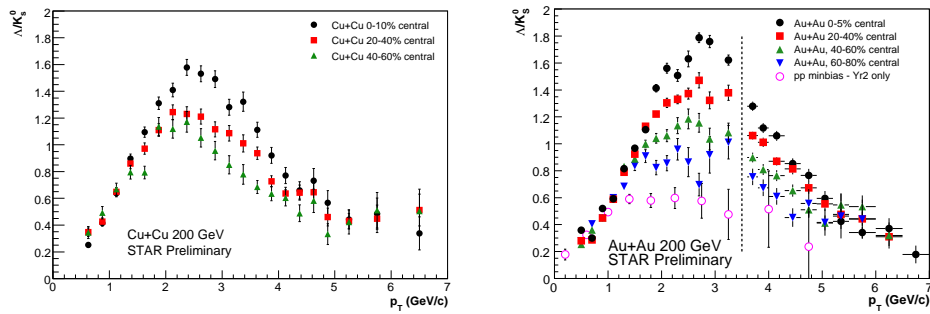 Λ/K⁰s
Cu+Cu 0-10% central
Cu+Cu 20-40% central
Cu+Cu 40-60% central
1.8
1.6
1.4
1.2
1
0.8
0.6
0.4
0.2
0
Cu+Cu 200 GeV
STAR Preliminary
0 1 2 3 4 5 6 7
pT (GeV/c)
Λ/K⁰s
Au+Au 0-5% central
Au+Au 20-40% central
Au+Au, 40-60% central
Au+Au, 60-80% central
pp minbias - Yr2 only
2
1.8
1.6
1.4
1.2
1
0.8
0.6
0.4
0.2
0
Au+Au 200 GeV
STAR Preliminary
0 1 2 3 4 5 6 7
pT (GeV/c)